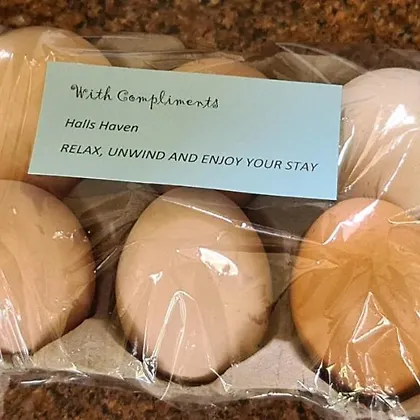 With Compliments
Halls Haven
RELAX, UNWIND AND ENJOY YOUR STAY